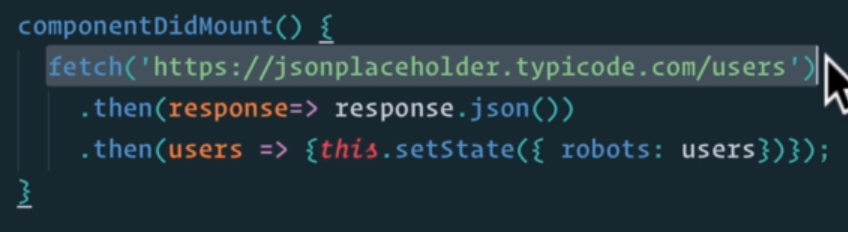 componentDidMount() {
fetch('https://jsonplaceholder.typicode.com/users')
.then(response=> response.json())
.then(users => {this.setState({ robots: users})});
}